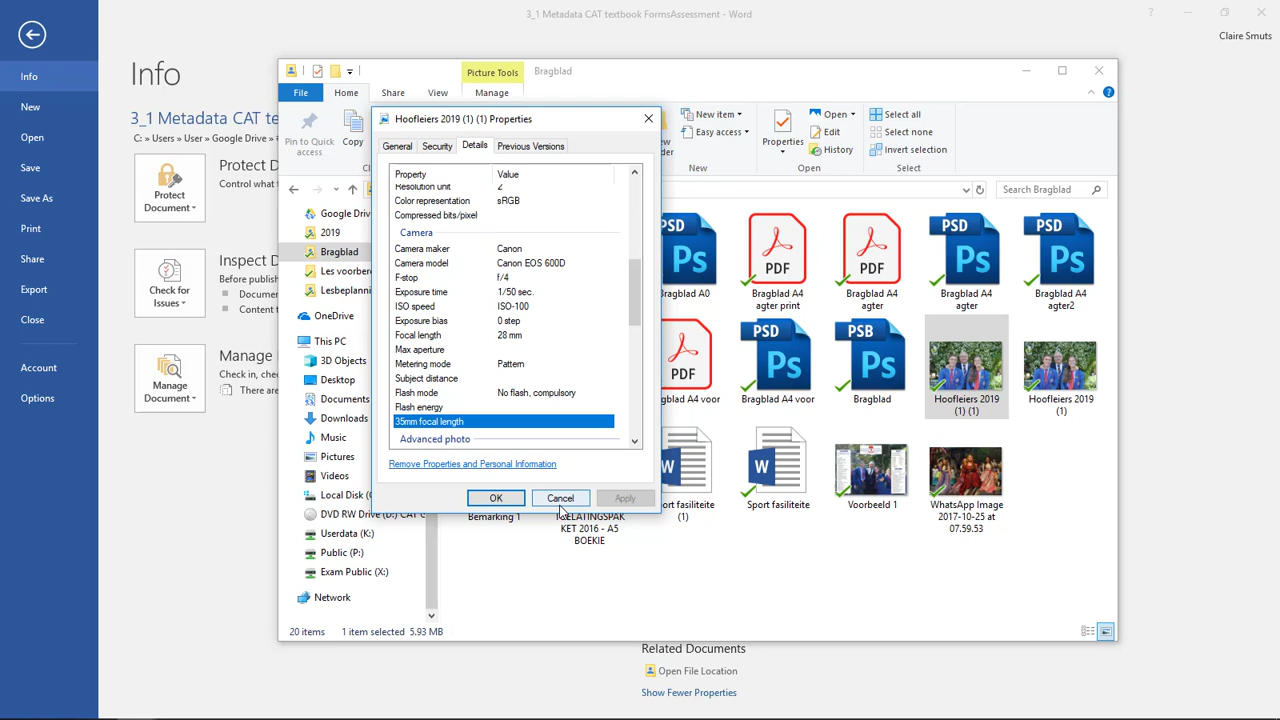 3_1 Metadata CAT textbook FormsAssessment - Word
?
Claire Smuts
Info
New
Open
Save
Save As
Print
Share
Export
Close
Account
Options
Info
3_1 Metadata CAT te
C: » Users » User » Google Drive »
Protect Document
Protect D
Control what
Check for Issues
Inspect D
Before publish
Documen
Content t
Manage Document
Manage
Check in, chec
There are
Picture Tools
Bragblad
File
Home
Share
View
Manage
Pin to Quick access
Copy
New item
Easy access
New
Properties
Open
Edit
History
Open
Select all
Select none
Invert selection
Select
Search Bragblad
Google Driv
2019
Bragblad
Les voorbere
Lesbeplannin
OneDrive
This PC
3D Objects
Desktop
Documents
Downloads
Music
Pictures
Videos
Local Disk (
DVD RW Drive (D:) CAT G
Userdata (K:)
Public (P:)
Exam Public (X:)
Network
Hoofleiers 2019 (1) (1) Properties
General
Security
Details
Previous Versions
Property Value
Resolution unit 2
Color representation sRGB
Compressed bits/pixel
Camera
Camera maker Canon
Camera model Canon EOS 600D
F-stop f/4
Exposure time 1/50 sec.
ISO speed ISO-100
Exposure bias 0 step
Focal length 28 mm
Max aperture
Metering mode Pattern
Subject distance
Flash mode No flash, compulsory
Flash energy
35mm focal length
Advanced photo
Remove Properties and Personal Information
OK
Cancel
Apply
PSD
Ps
Bragblad A0
PDF
Bragblad A4
agter print
PDF
Bragblad A4
agter
PSD
Ps
Bragblad A4
agter
PSD
Ps
Bragblad A4
agter2
PDF
Bragblad A4 voor
PSD
Ps
Bragblad A4 voor
PSB
Ps
Bragblad
Hoofleiers 2019
(1) (1)
Hoofleiers 2019
(1)
Bemarking 1
RELATINGSPAK
KET 2016 - A5
BOEKIE
W
Sport fasiliteite
(1)
W
Sport fasiliteite
Voorbeeld 1
WhatsApp Image
2017-10-25 at
07.59.53
20 items
1 item selected 5.93 MB
Related Documents
Open File Location
Show Fewer Properties